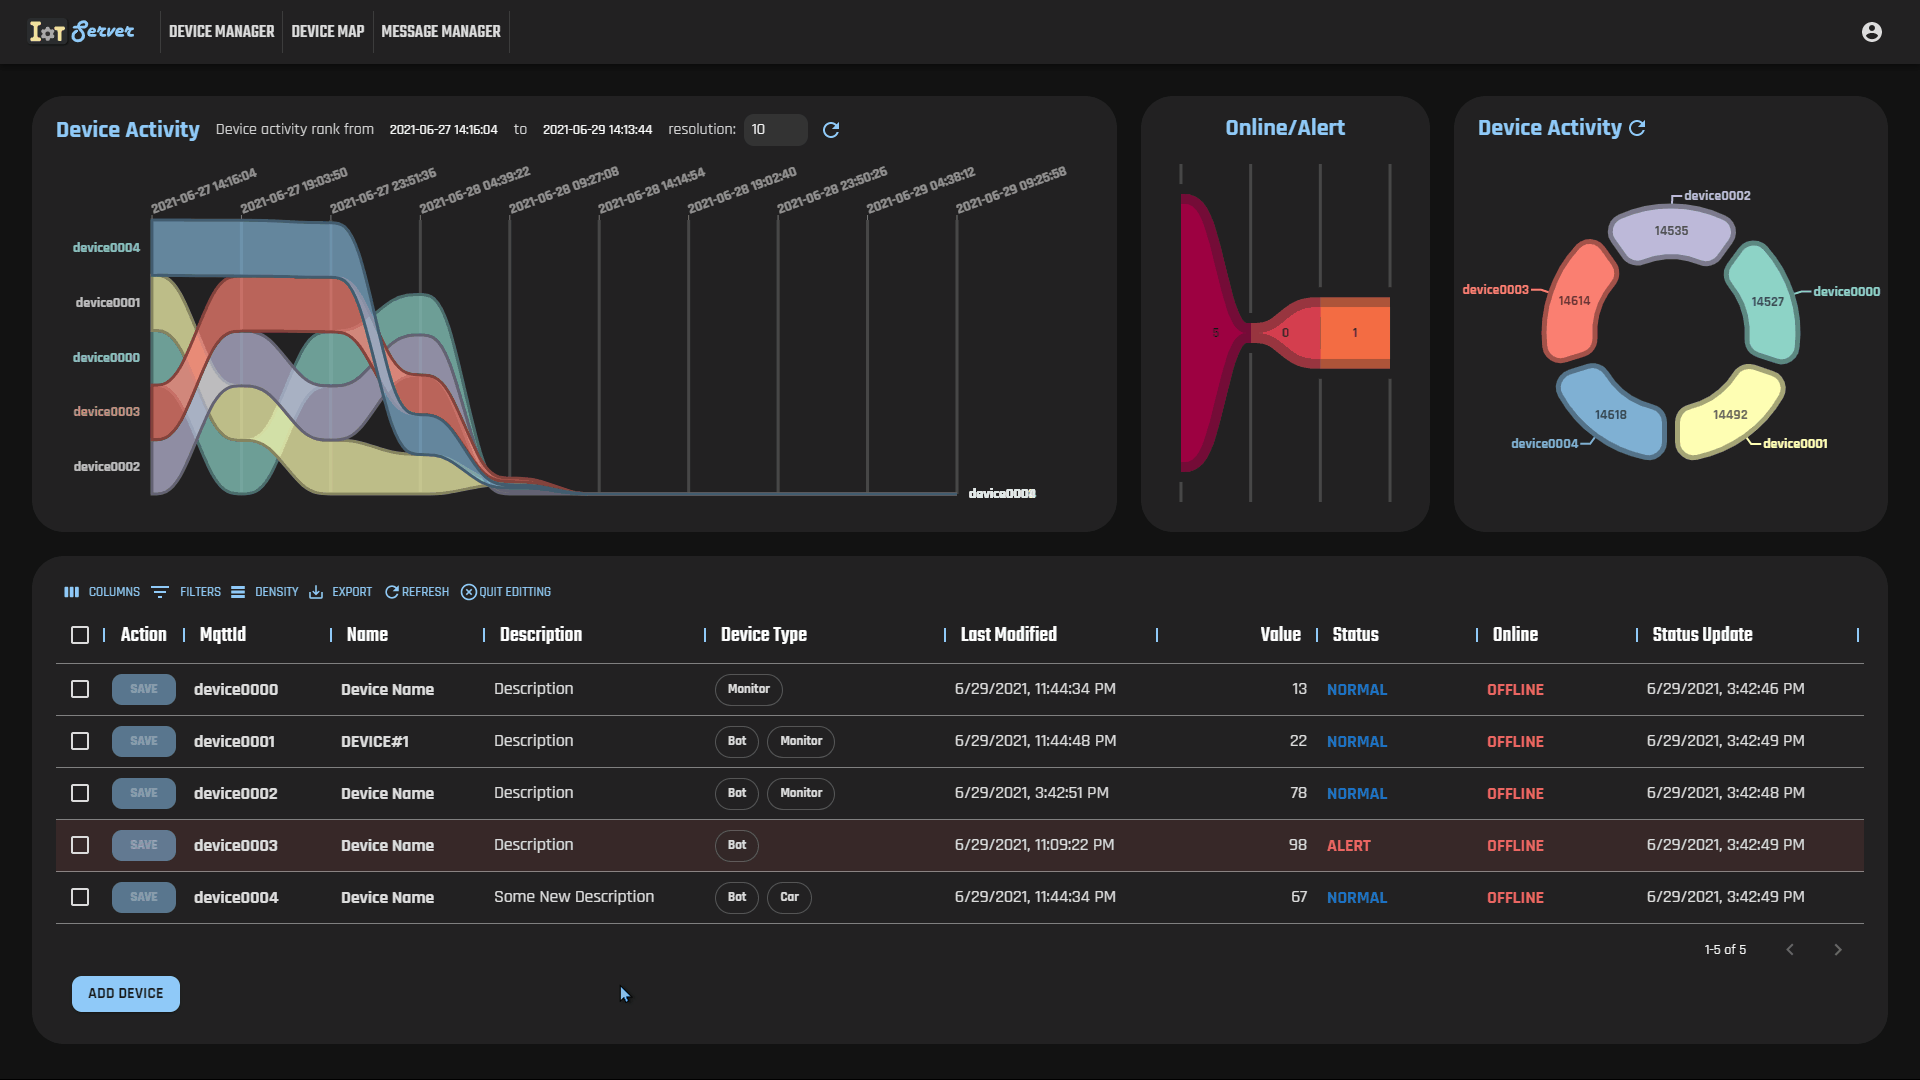 IoT Server DEVICE MANAGER DEVICE MAP MESSAGE MANAGER
Device Activity Device activity rank from 2021-06-27 14:16:04 to 2021-06-29 14:13:44 resolution: 10
2021-06-27 14:16:04 2021-06-27 19:03:50 2021-06-27 23:51:36 2021-06-28 04:39:22 2021-06-28 09:27:08 2021-06-28 14:14:54 2021-06-28 19:02:40 2021-06-28 23:50:26 2021-06-29 04:38:12 2021-06-29 09:25:58
device0004
device0001
device0000
device0003
device0002
Online/Alert
5 0 1
Device Activity
device0002
14535
device0003 14614
14527 device0000
14618 device0004
14492 device0001
COLUMNS FILTERS DENSITY EXPORT REFRESH QUIT EDITTING
Action MqttId Name Description Device Type Last Modified Value Status Online Status Update
SAVE device0000 Device Name Description Monitor 6/29/2021, 11:44:34 PM 13 NORMAL OFFLINE 6/29/2021, 3:42:46 PM
SAVE device0001 DEVICE#1 Description Bot Monitor 6/29/2021, 11:44:48 PM 22 NORMAL OFFLINE 6/29/2021, 3:42:49 PM
SAVE device0002 Device Name Description Bot Monitor 6/29/2021, 3:42:51 PM 78 NORMAL OFFLINE 6/29/2021, 3:42:48 PM
SAVE device0003 Device Name Description Bot 6/29/2021, 11:09:22 PM 98 ALERT OFFLINE 6/29/2021, 3:42:49 PM
SAVE device0004 Device Name Some New Description Bot Car 6/29/2021, 11:44:34 PM 67 NORMAL OFFLINE 6/29/2021, 3:42:49 PM
1-5 of 5
ADD DEVICE